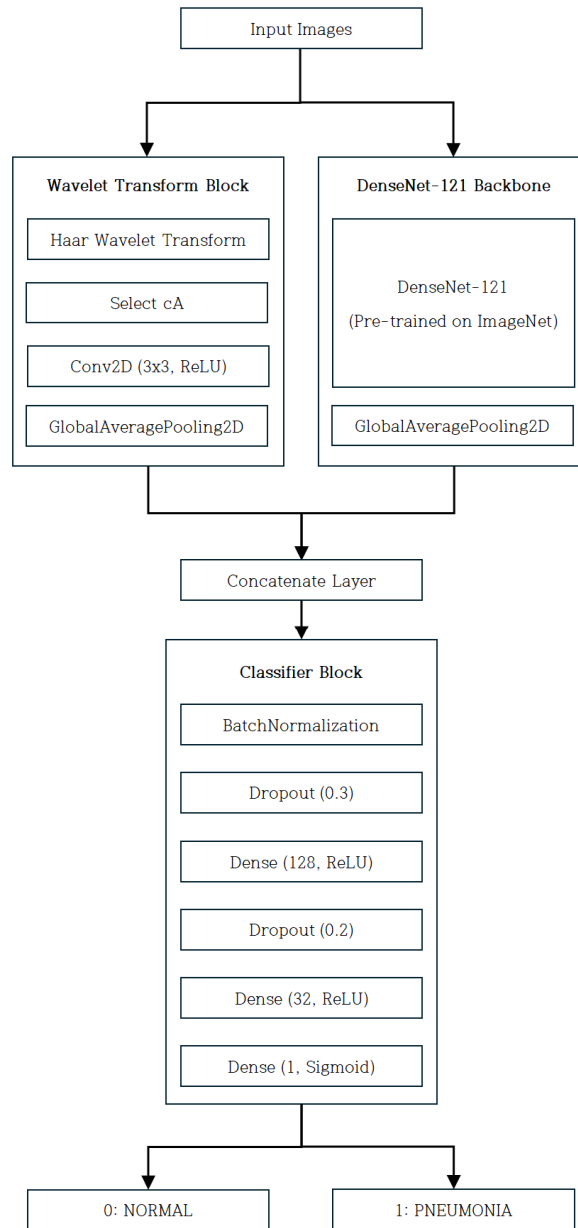 Input Images
Wavelet Transform Block
Haar Wavelet Transform
Select cA
Conv2D (3x3, ReLU)
GlobalAveragePooling2D
DenseNet-121 Backbone
DenseNet-121
(Pre-trained on ImageNet)
GlobalAveragePooling2D
Concatenate Layer
Classifier Block
BatchNormalization
Dropout (0.3)
Dense (128, ReLU)
Dropout (0.2)
Dense (32, ReLU)
Dense (1, Sigmoid)
0: NORMAL
1: PNEUMONIA